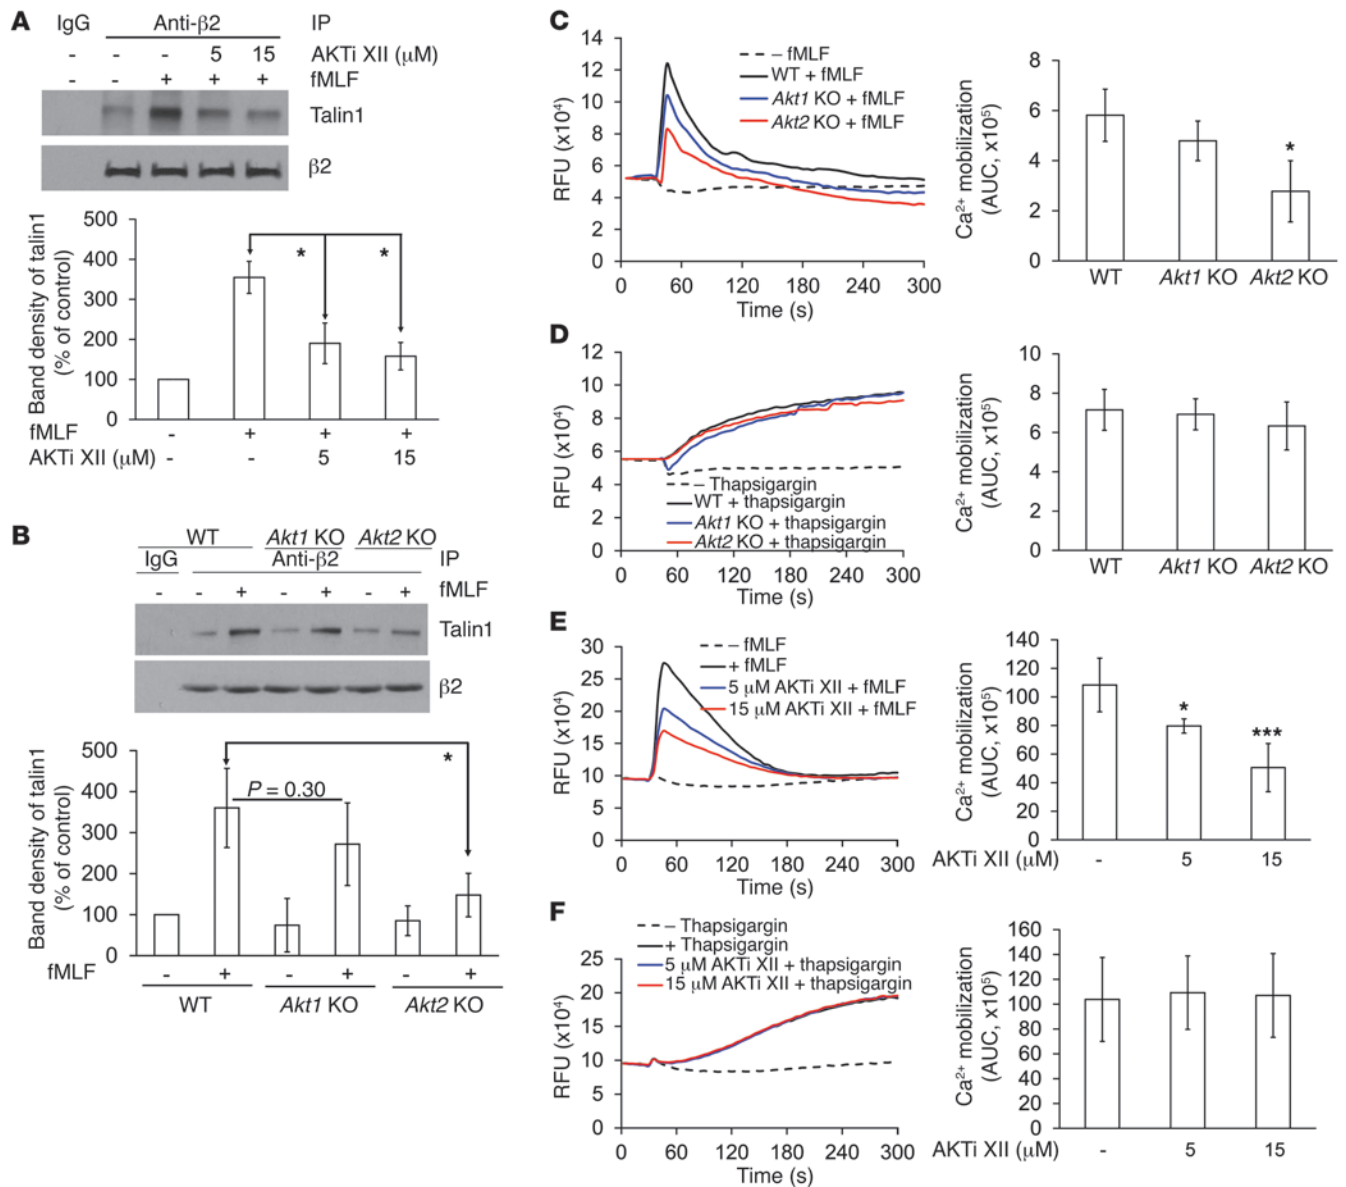 A
IgG Anti-β2 IP
- - - 5 15 AKTi XII (μM)
- - + + + fMLF
Talin1
β2
Band density of talin1
(% of control)
500
400
300
200
100
0
* *
fMLF - + + +
AKTi XII (μM) - - 5 15
B
WT Akt1 KO Akt2 KO
IgG Anti-β2 IP
- - + - + - + fMLF
Talin1
β2
Band density of talin1
(% of control)
500
400
300
200
100
0
P = 0.30
*
fMLF - + - + - +
WT Akt1 KO Akt2 KO
C
RFU (x10⁴)
14
12
10
8
6
4
2
0
– fMLF
WT + fMLF
Akt1 KO + fMLF
Akt2 KO + fMLF
0 60 120 180 240 300
Time (s)
Ca²⁺ mobilization
(AUC, x10⁵)
8
6
4
2
0
*
WT Akt1 KO Akt2 KO
D
RFU (x10⁴)
12
10
8
6
4
2
0
– Thapsigargin
WT + thapsigargin
Akt1 KO + thapsigargin
Akt2 KO + thapsigargin
0 60 120 180 240 300
Time (s)
Ca²⁺ mobilization
(AUC, x10⁵)
10
8
6
4
2
0
WT Akt1 KO Akt2 KO
E
RFU (x10⁴)
30
25
20
15
10
5
0
– fMLF
+ fMLF
5 μM AKTi XII + fMLF
15 μM AKTi XII + fMLF
0 60 120 180 240 300
Time (s)
Ca²⁺ mobilization
(AUC, x10⁵)
140
120
100
80
60
40
20
0
*
***
AKTi XII (μM) - 5 15
F
RFU (x10⁴)
25
20
15
10
5
0
– Thapsigargin
+ Thapsigargin
5 μM AKTi XII + thapsigargin
15 μM AKTi XII + thapsigargin
0 60 120 180 240 300
Time (s)
Ca²⁺ mobilization
(AUC, x10⁵)
160
140
120
100
80
60
40
20
0
AKTi XII (μM) - 5 15